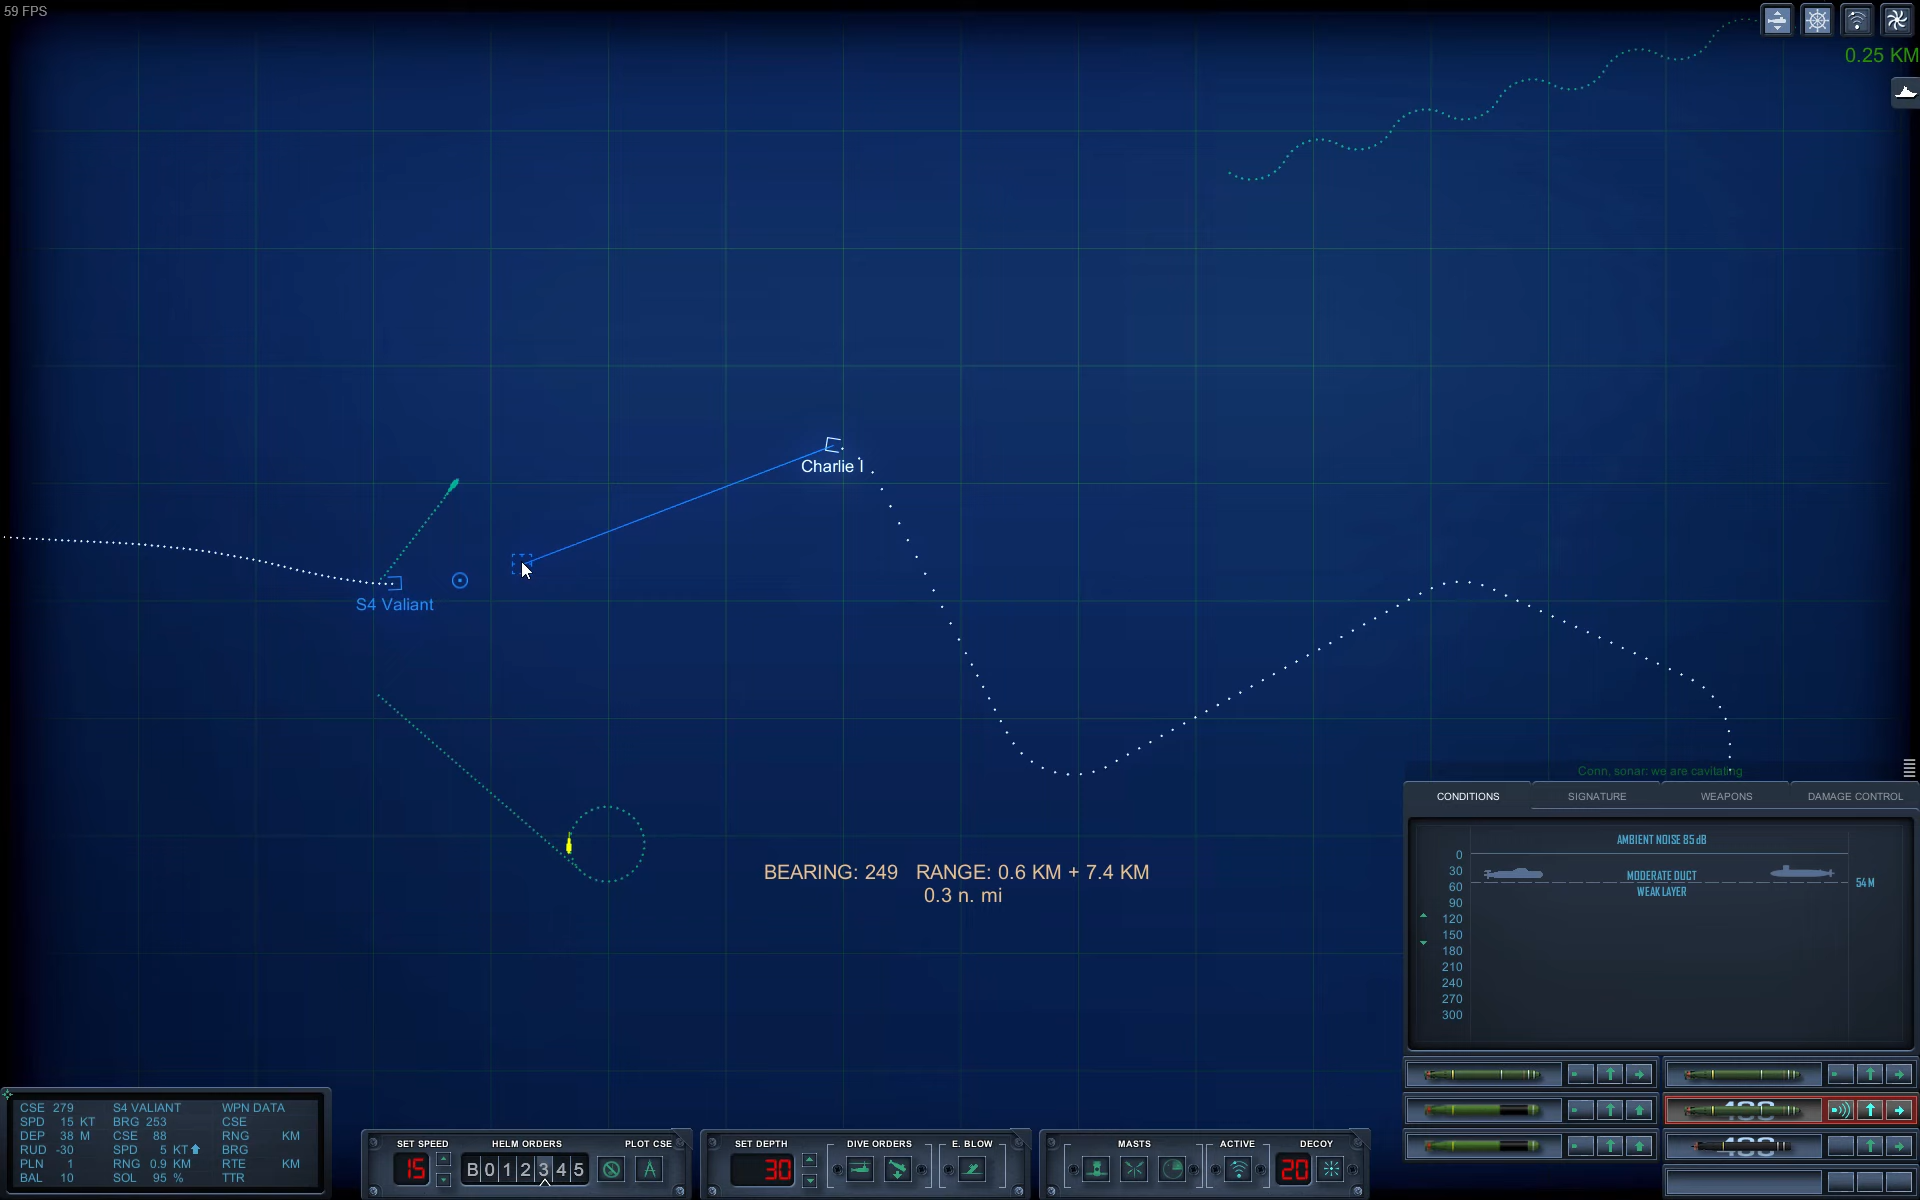 59 FPS
0.25 KM
Charlie I
S4 Valiant
BEARING: 249 RANGE: 0.6 KM + 7.4 KM
0.3 n. mi
Conn, sonar: we are cavitating
CONDITIONS SIGNATURE WEAPONS DAMAGE CONTROL
AMBIENT NOISE 85 dB
0
30
MODERATE DUCT
60
54 M
WEAK LAYER
90
120
150
180
210
240
270
300
CSE 279 S4 VALIANT WPN DATA
SPD 15 KT BRG 253 CSE
DEP 38 M CSE 88 RNG KM
RUD -30 SPD 5 KT BRG
PLN 1 RNG 0.9 KM RTE KM
BAL 10 SOL 95 % TTR
SET SPEED HELM ORDERS PLOT CSE
15 B 0 1 2 3 4 5
SET DEPTH DIVE ORDERS E. BLOW
30
MASTS ACTIVE DECOY
20